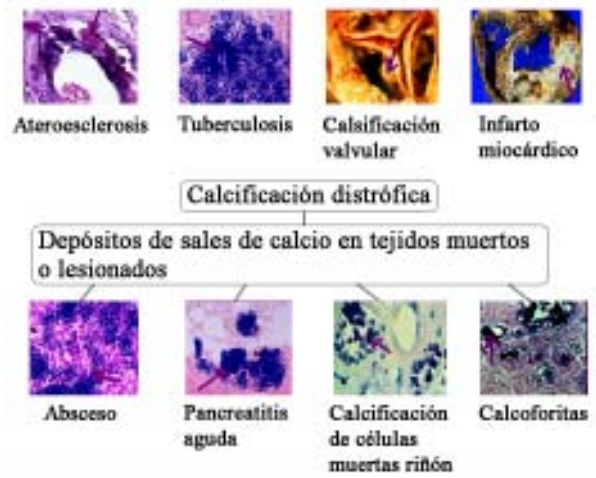 Ateroesclerosis
Tuberculosis
Calsificación
valvular
Infarto
miocárdico
Calcificación distrófica
Depósitos de sales de calcio en tejidos muertos
o lesionados
Absceso
Pancreatitis
aguda
Calcificación
de células
muertas riñón
Calcoforitas